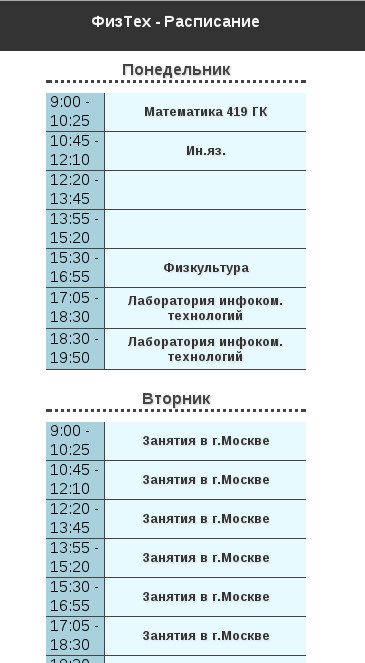 ФизТех - Расписание
Понедельник
9:00 -
10:25
Математика 419 ГК
10:45 -
12:10
Ин.яз.
12:20 -
13:45
13:55 -
15:20
15:30 -
16:55
Физкультура
17:05 -
18:30
Лаборатория инфоком.
технологий
18:30 -
19:50
Лаборатория инфоком.
технологий
Вторник
9:00 -
10:25
Занятия в г.Москве
10:45 -
12:10
Занятия в г.Москве
12:20 -
13:45
Занятия в г.Москве
13:55 -
15:20
Занятия в г.Москве
15:30 -
16:55
Занятия в г.Москве
17:05 -
18:30
Занятия в г.Москве